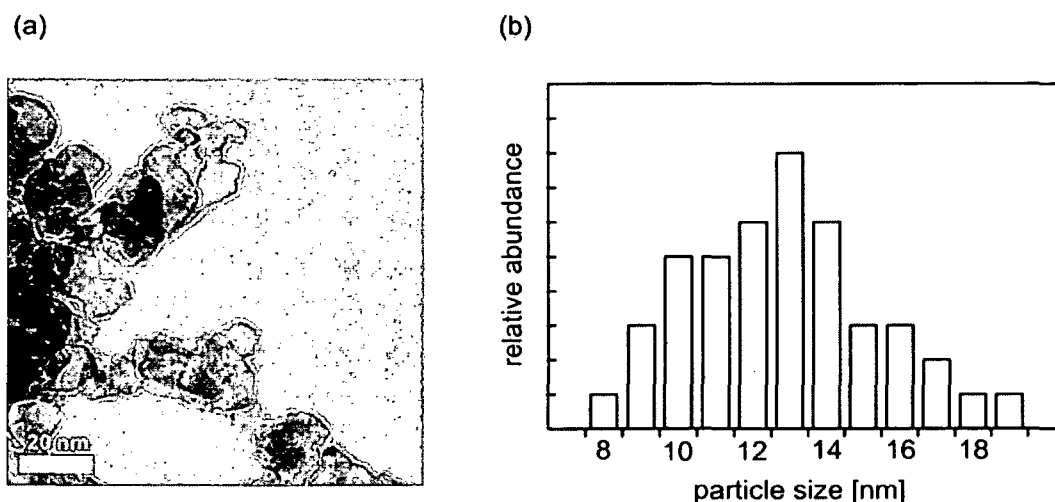 (a)
(b)
20 nm
relative abundance
8 10 12 14 16 18
particle size [nm]